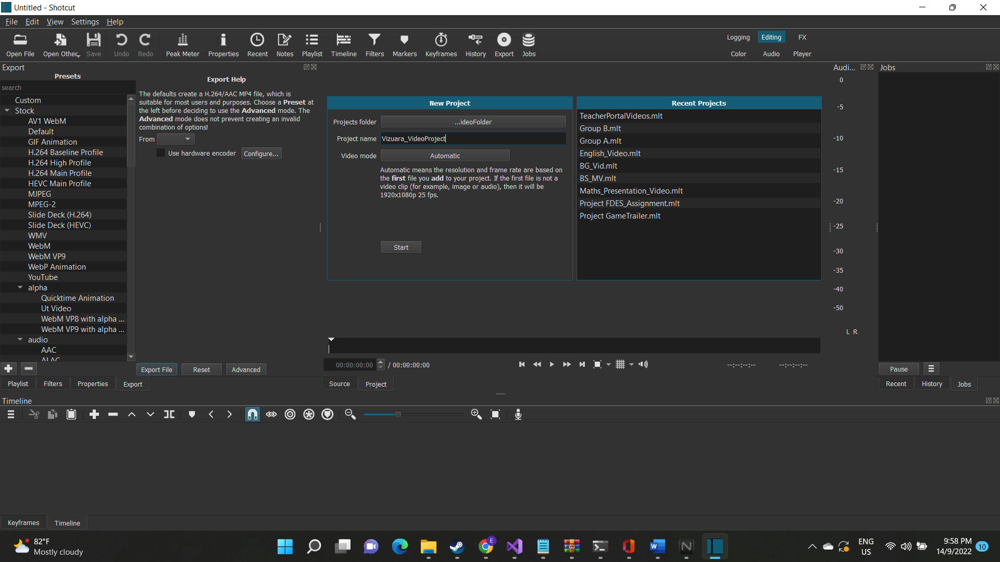 Untitled - Shotcut
File Edit View Settings Help
Open File Open Other... Save Undo Redo Peak Meter Properties Recent Notes Playlist Timeline Filters Markers Keyframes History Export Jobs
Logging Editing FX
Color Audio Player
Export
Presets
search
Custom
Stock
AV1 WebM
Default
GIF Animation
H.264 Baseline Profile
H.264 High Profile
H.264 Main Profile
HEVC Main Profile
MJPEG
MPEG-2
Slide Deck (H.264)
Slide Deck (HEVC)
WMV
WebM
WebM VP9
WebP Animation
YouTube
alpha
Quicktime Animation
Ut Video
WebM VP8 with alpha ...
WebM VP9 with alpha ...
audio
AAC
ALAC
Export Help
The defaults create a H.264/AAC MP4 file, which is
suitable for most users and purposes. Choose a Preset at
the left before deciding to use the Advanced mode. The
Advanced mode does not prevent creating an invalid
combination of options!
From
Use hardware encoder Configure...
Export File Reset Advanced
Playlist Filters Properties Export
New Project
Projects folder ...ideoFolder
Project name Vizuara_VideoProject
Video mode Automatic
Automatic means the resolution and frame rate are based on
the first file you add to your project. If the first file is not a
video clip (for example, image or audio), then it will be
1920x1080p 25 fps.
Start
Recent Projects
TeacherPortalVideos.mlt
Group B.mlt
Group A.mlt
English_Video.mlt
BG_Vid.mlt
BS_MV.mlt
Maths_Presentation_Video.mlt
Project FDES_Assignment.mlt
Project GameTrailer.mlt
00:00:00:00 / 00:00:00:00 --:--:--:-- --:--:--:--
Source Project
Audi...
0
-5
-10
-15
-20
-25
-30
-35
-40
-50
L R
Jobs
Pause
Recent History Jobs
Timeline
Keyframes Timeline
82°F
Mostly cloudy
E
ENG
US
9:58 PM
14/9/2022
10